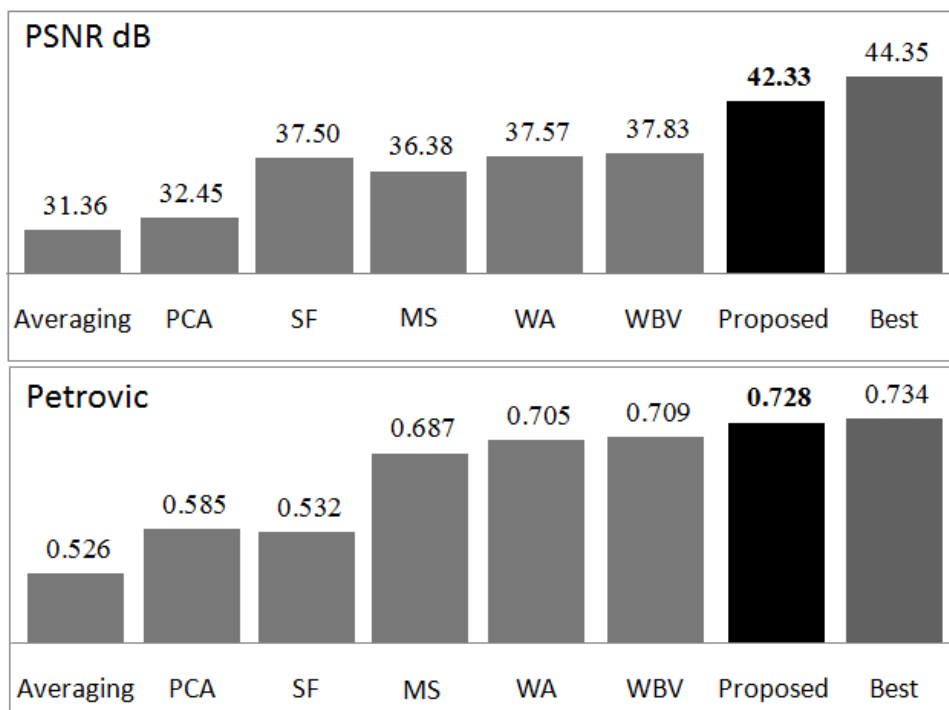 PSNR dB
31.36 32.45 37.50 36.38 37.57 37.83 42.33 44.35
Averaging PCA SF MS WA WBV Proposed Best
Petrovic
0.526 0.585 0.532 0.687 0.705 0.709 0.728 0.734
Averaging PCA SF MS WA WBV Proposed Best